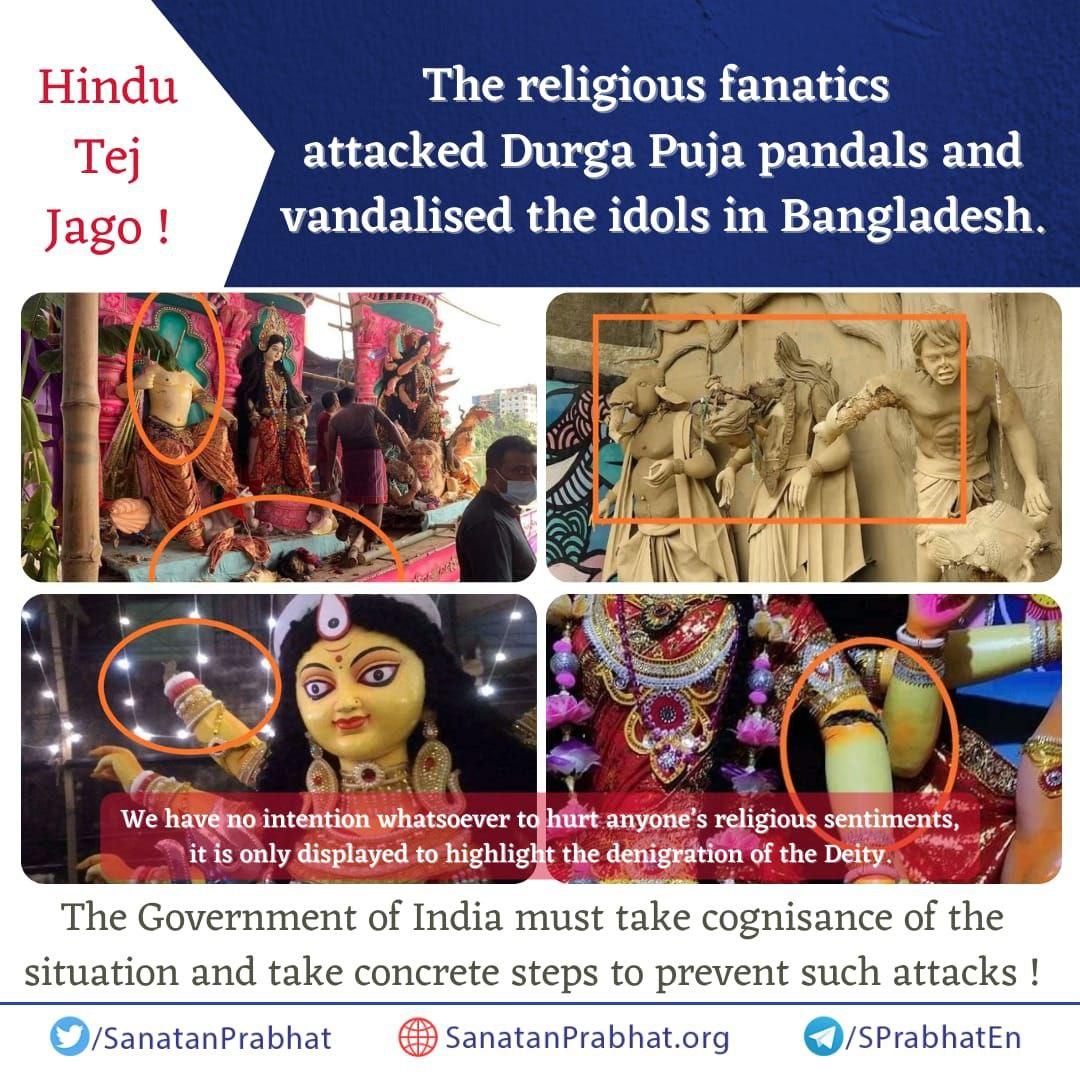 Hindu
Tej
Jago !
The religious fanatics
attacked Durga Puja pandals and
vandalised the idols in Bangladesh.
We have no intention whatsoever to hurt anyone's religious sentiments,
it is only displayed to highlight the denigration of the Deity.
The Government of India must take cognisance of the
situation and take concrete steps to prevent such attacks !
/SanatanPrabhat
SanatanPrabhat.org
/SPrabhatEn